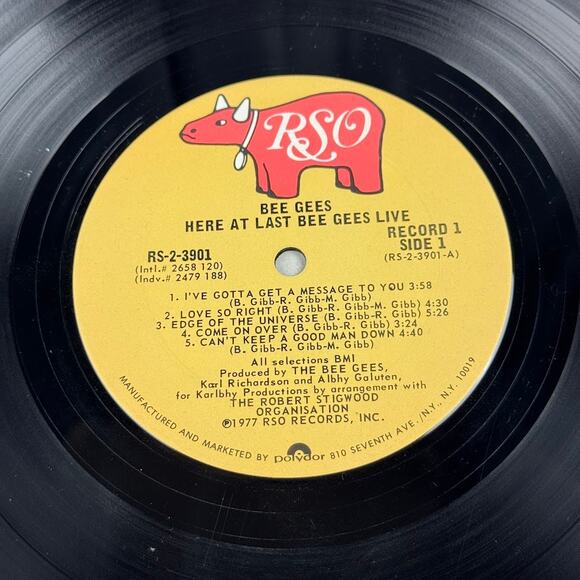 RSO
BEE GEES
HERE AT LAST BEE GEES LIVE
RS-2-3901
(Intl.# 2658 120)
(Indv.# 2479 188)
RECORD 1
SIDE 1
(RS-2-3901-A)
1. I'VE GOTTA GET A MESSAGE TO YOU 3:58
(B. Gibb-R. Gibb-M. Gibb)
2. LOVE SO RIGHT (B. Gibb-R. Gibb-M. Gibb) 4:30
3. EDGE OF THE UNIVERSE (B. Gibb-R. Gibb) 5:26
4. COME ON OVER (B. Gibb-R. Gibb) 3:24
5. CAN'T KEEP A GOOD MAN DOWN 4:40
(B. Gibb-R. Gibb-M. Gibb)
All selections BMI
Produced by THE BEE GEES,
Karl Richardson and Albhy Galuten,
for Karlbhy Productions by arrangement with
THE ROBERT STIGWOOD
ORGANISATION
℗1977 RSO RECORDS, INC.
MANUFACTURED AND MARKETED BY polydor 810 SEVENTH AVE./N.Y., N.Y. 10019